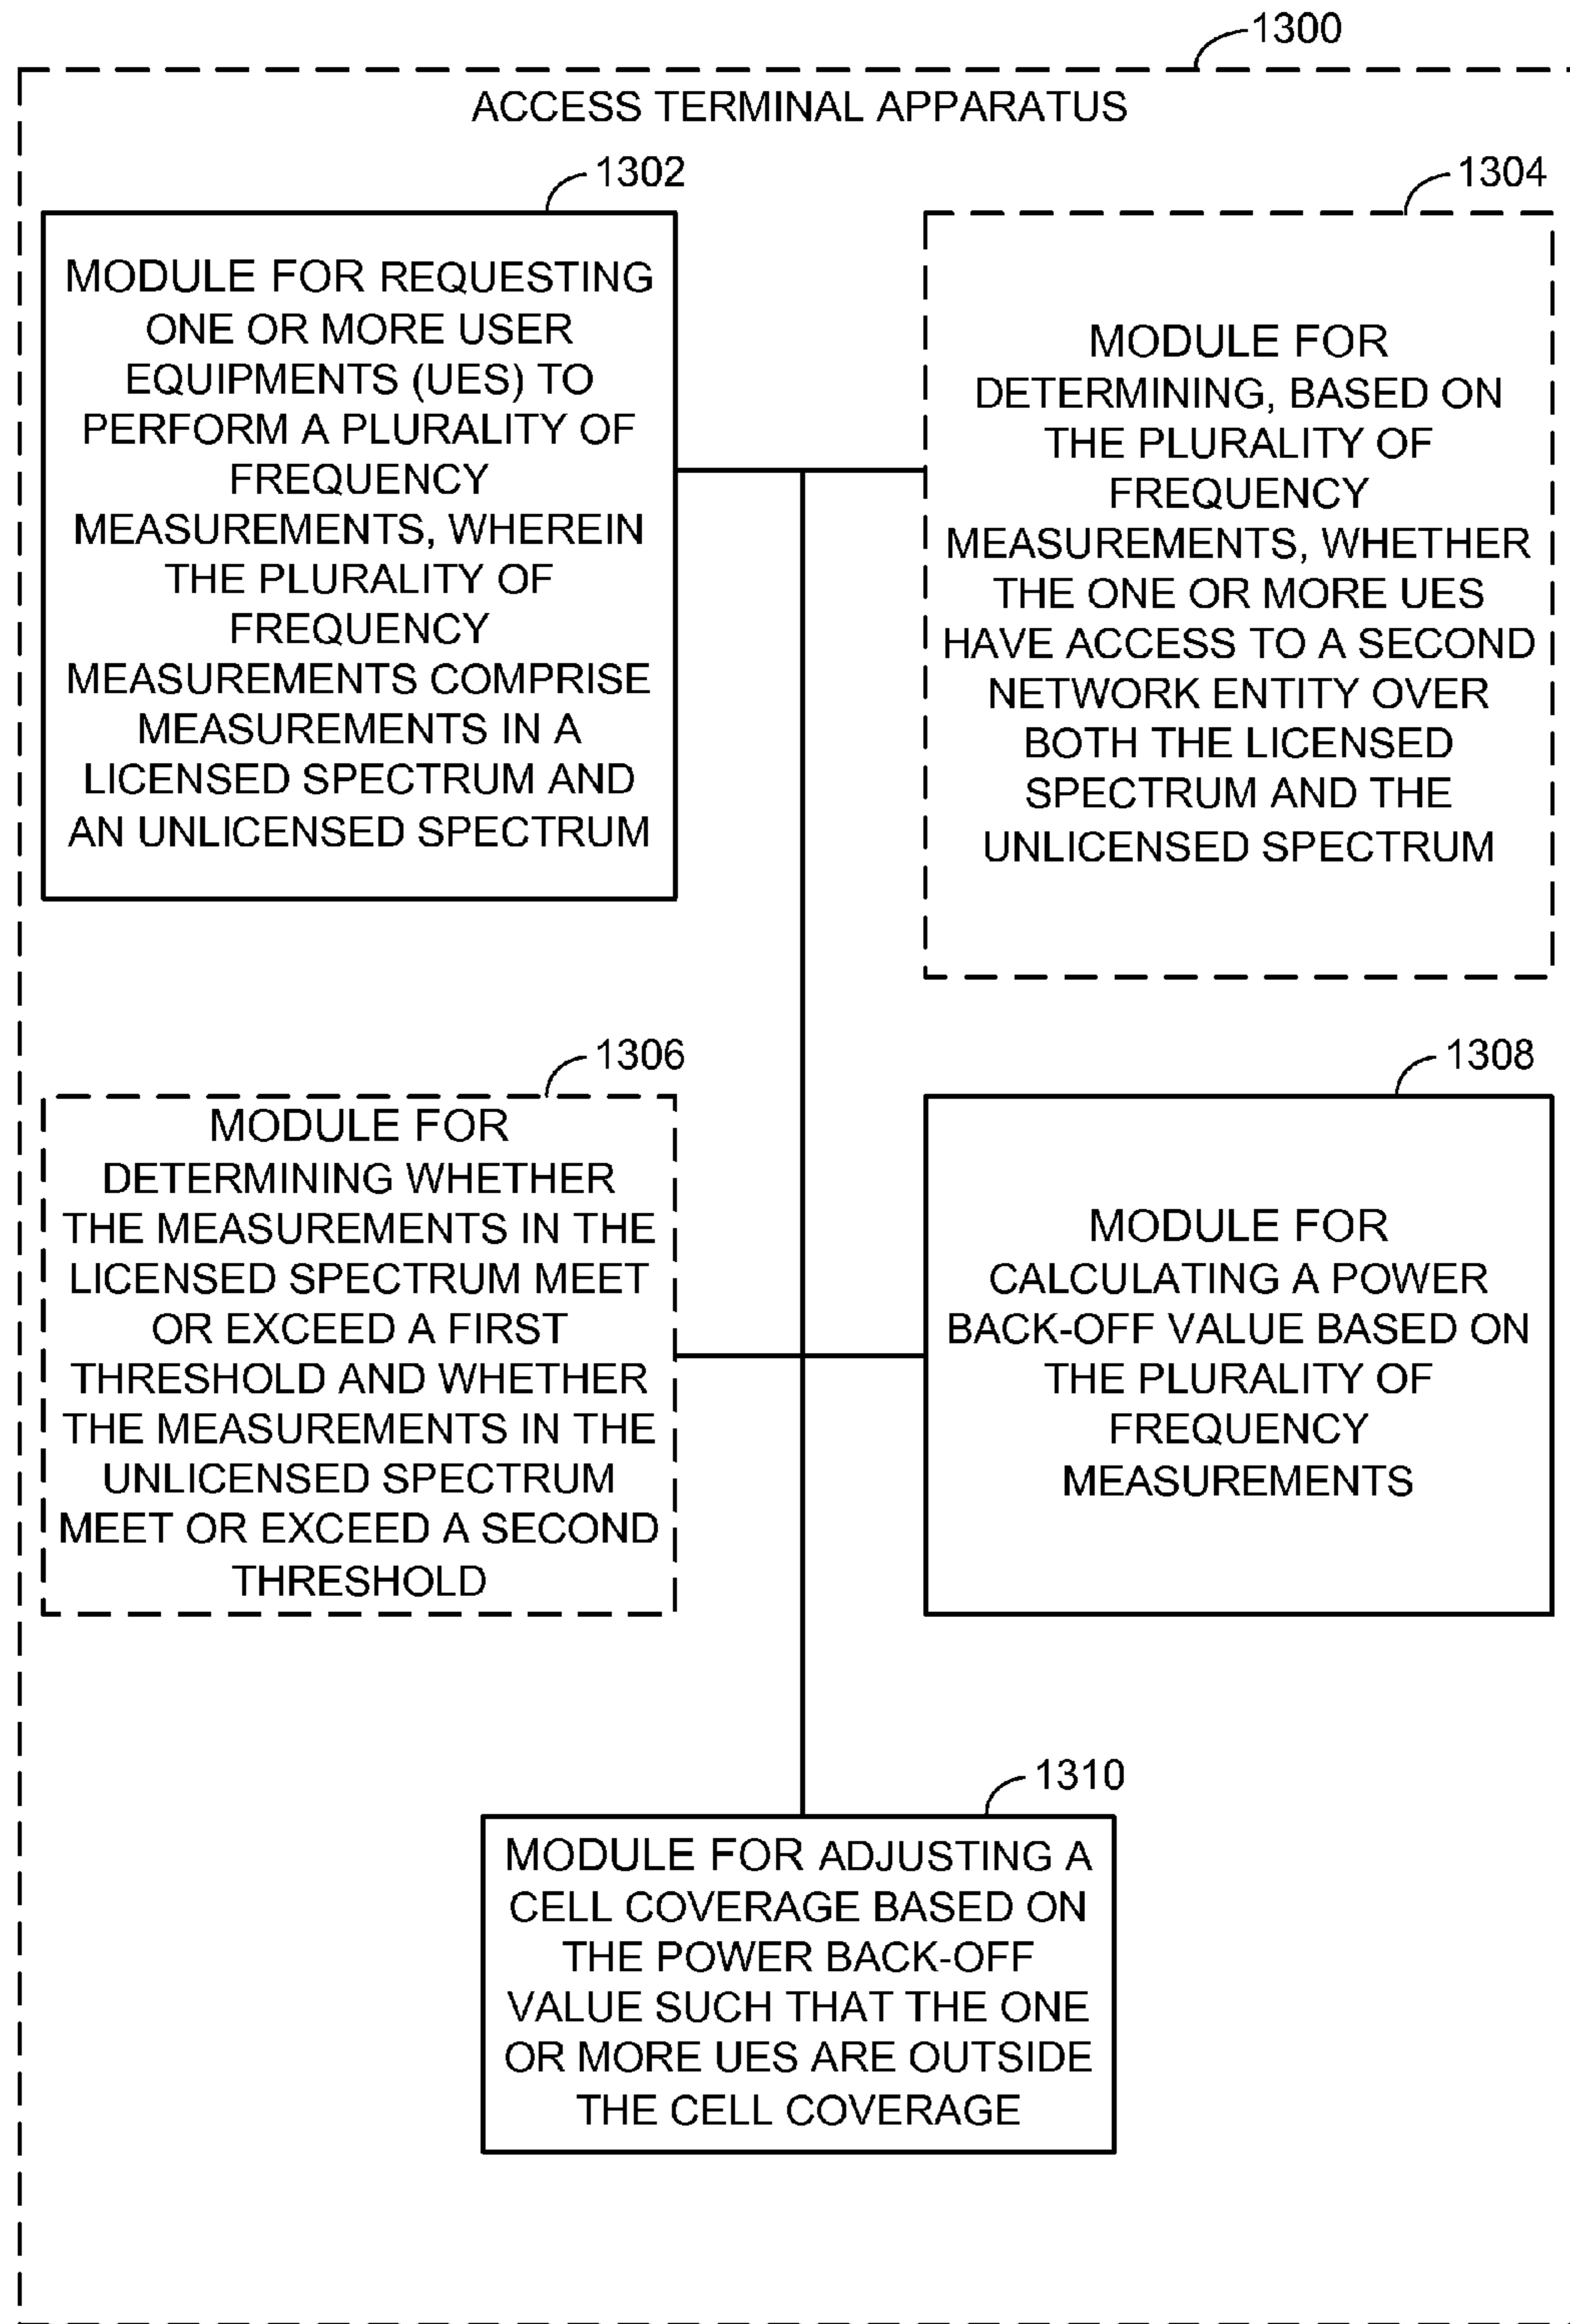 1300
ACCESS TERMINAL APPARATUS
1302
MODULE FOR REQUESTING
ONE OR MORE USER
EQUIPMENTS (UES) TO
PERFORM A PLURALITY OF
FREQUENCY
MEASUREMENTS, WHEREIN
THE PLURALITY OF
FREQUENCY
MEASUREMENTS COMPRISE
MEASUREMENTS IN A
LICENSED SPECTRUM AND
AN UNLICENSED SPECTRUM
1304
MODULE FOR
DETERMINING, BASED ON
THE PLURALITY OF
FREQUENCY
MEASUREMENTS, WHETHER
THE ONE OR MORE UES
HAVE ACCESS TO A SECOND
NETWORK ENTITY OVER
BOTH THE LICENSED
SPECTRUM AND THE
UNLICENSED SPECTRUM
1306
MODULE FOR
DETERMINING WHETHER
THE MEASUREMENTS IN THE
LICENSED SPECTRUM MEET
OR EXCEED A FIRST
THRESHOLD AND WHETHER
THE MEASUREMENTS IN THE
UNLICENSED SPECTRUM
MEET OR EXCEED A SECOND
THRESHOLD
1308
MODULE FOR
CALCULATING A POWER
BACK-OFF VALUE BASED ON
THE PLURALITY OF
FREQUENCY
MEASUREMENTS
1310
MODULE FOR ADJUSTING A
CELL COVERAGE BASED ON
THE POWER BACK-OFF
VALUE SUCH THAT THE ONE
OR MORE UES ARE OUTSIDE
THE CELL COVERAGE